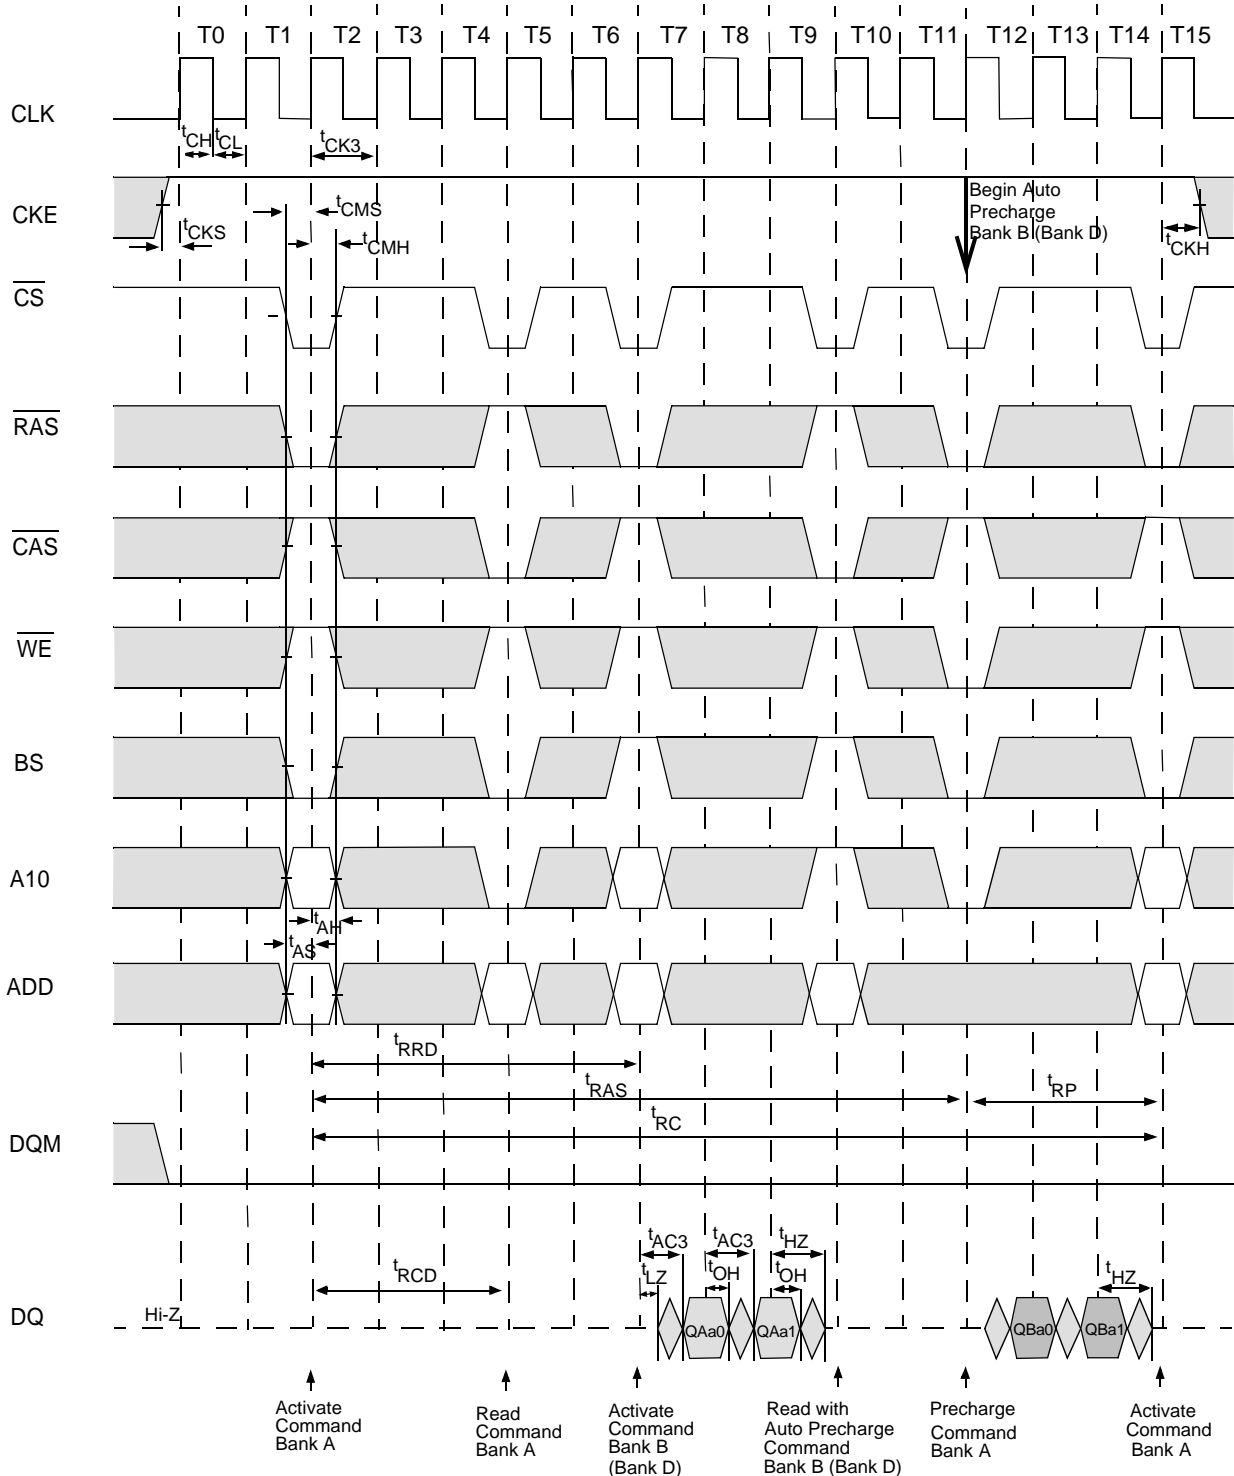 T0 T1 T2 T3 T4 T5 T6 T7 T8 T9 T10 T11 T12 T13 T14 T15
CLK
tCH tCL tCK3
CKE
tCKS
tCMS
tCMH
Begin Auto
Precharge
Bank B (Bank D)
tCKH
CS
RAS
CAS
WE
BS
A10
tAH
tAS
ADD
tRRD
tRAS
tRP
tRC
DQM
tAC3 tAC3 tHZ
tRCD
tLZ tOH tOH
tHZ
DQ
Hi-Z
QAa0 QAa1 QBa0 QBa1
Activate
Command
Bank A
Read
Command
Bank A
Activate
Command
Bank B
(Bank D)
Read with
Auto Precharge
Command
Bank B (Bank D)
Precharge
Command
Bank A
Activate
Command
Bank A